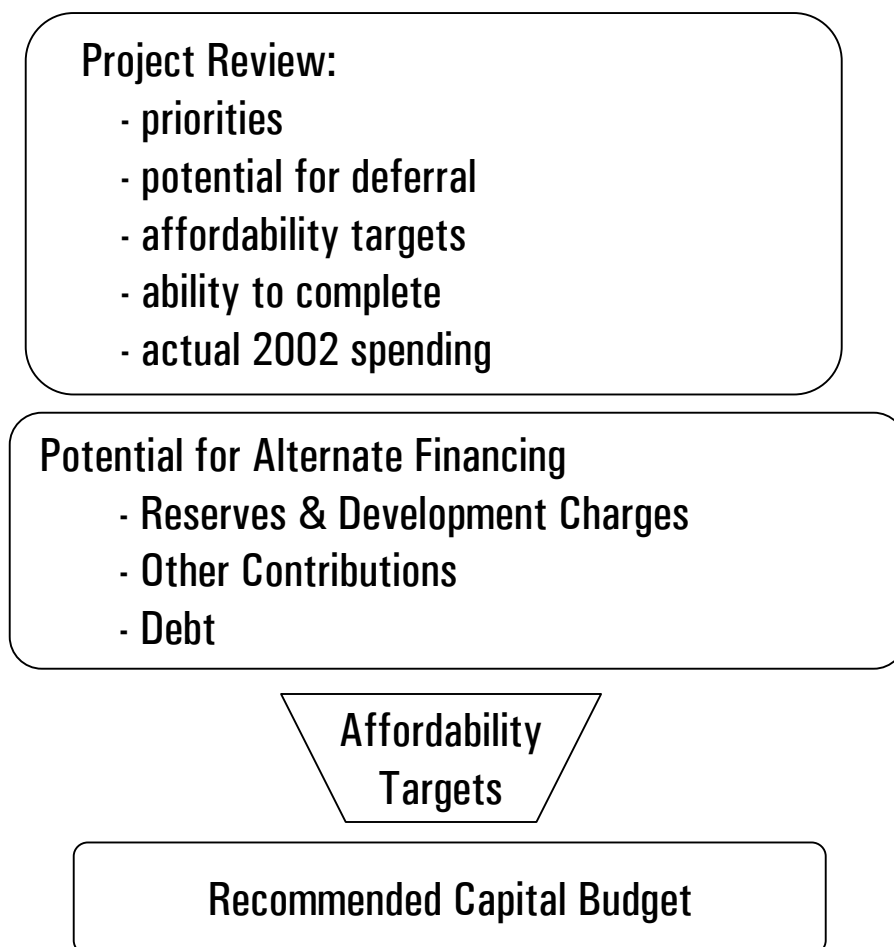 Project Review:
- priorities
- potential for deferral
- affordability targets
- ability to complete
- actual 2002 spending
Potential for Alternate Financing
- Reserves & Development Charges
- Other Contributions
- Debt
Affordability
Targets
Recommended Capital Budget